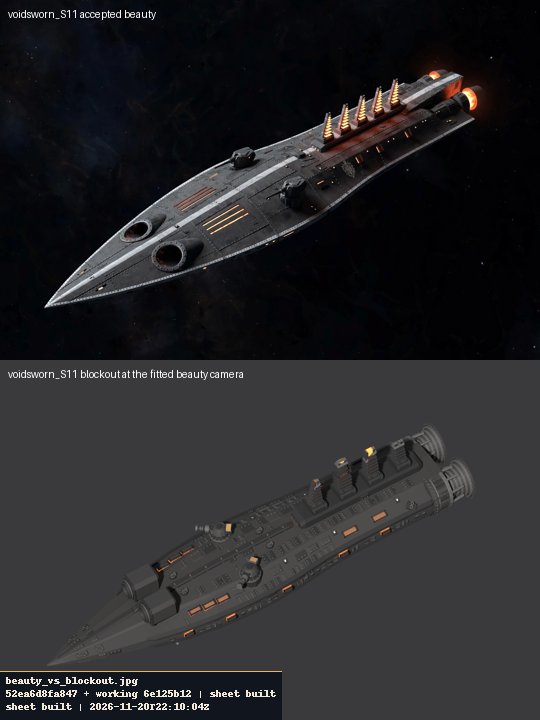 voidsworn_S11 accepted beauty
voidsworn_S11 blockout at the fitted beauty camera
beauty_vs_blockout.jpg
52ea6d8fa847 + working 6e125b12 | sheet built
sheet built | 2026-11-20T22:10:04Z